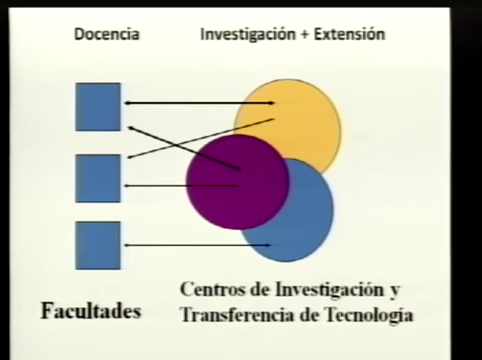 Docencia
Investigación + Extensión
Facultades
Centros de Investigación y
Transferencia de Tecnología